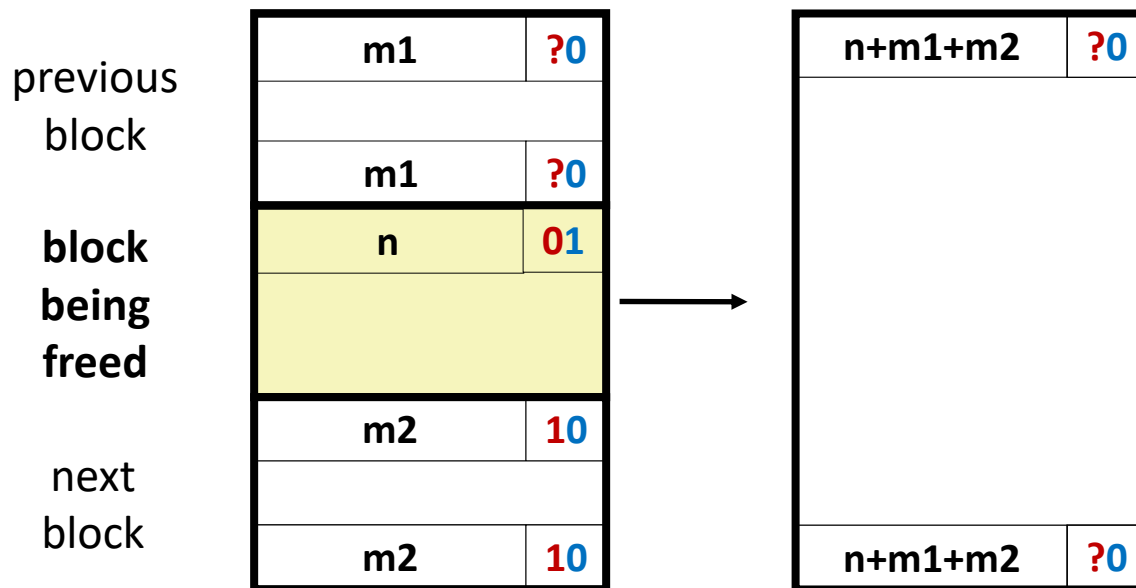 m1 ?0
n+m1+m2 ?0
previous
block
m1 ?0
block
being
freed
n 01
m2 10
next
block
m2 10
n+m1+m2 ?0